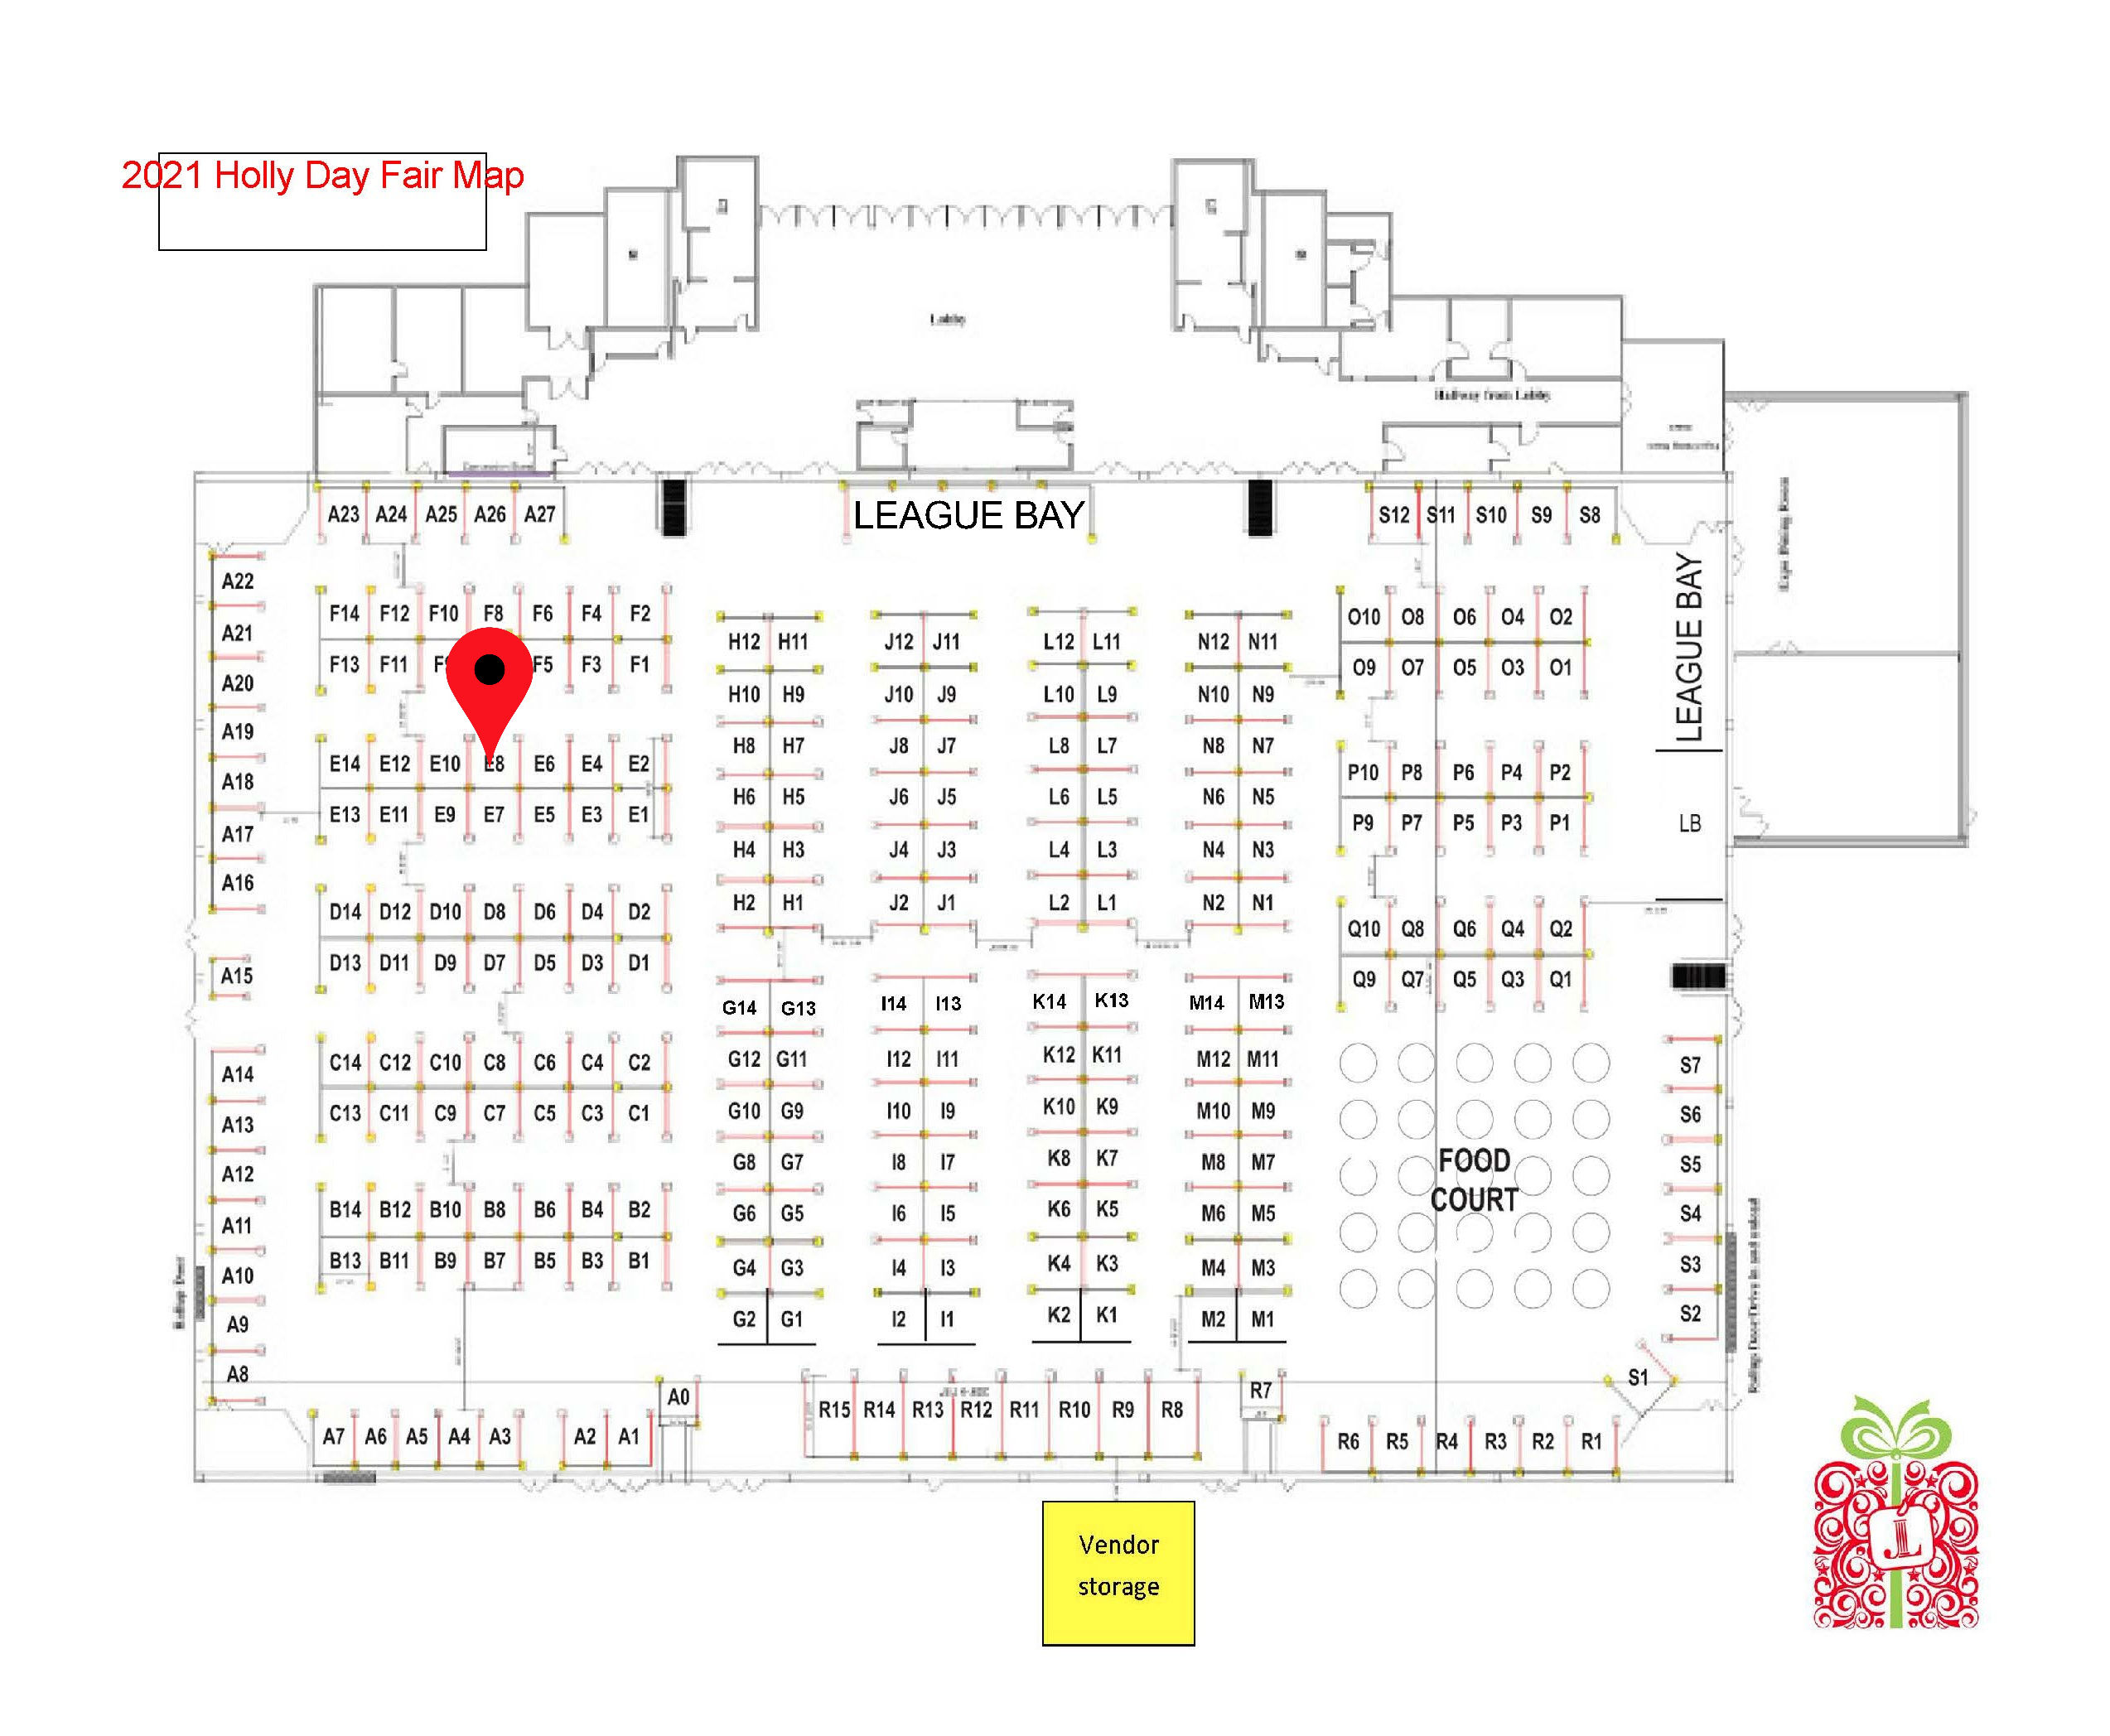 2021 Holly Day Fair Map
Lobby
Hallway from Lobby
LEAGUE BAY
A23 A24 A25 A26 A27
S12 S11 S10 S9 S8
LEAGUE BAY
LB
A22
A21
A20
A19
A18
A17
A16
A15
A14
A13
A12
A11
A10
A9
A8
F14 F12 F10 F8 F6 F4 F2
F13 F11 F5 F3 F1
E14 E12 E10 E8 E6 E4 E2
E13 E11 E9 E7 E5 E3 E1
D14 D12 D10 D8 D6 D4 D2
D13 D11 D9 D7 D5 D3 D1
C14 C12 C10 C8 C6 C4 C2
C13 C11 C9 C7 C5 C3 C1
B14 B12 B10 B8 B6 B4 B2
B13 B11 B9 B7 B5 B3 B1
H12 H11
H10 H9
H8 H7
H6 H5
H4 H3
H2 H1
G14 G13
G12 G11
G10 G9
G8 G7
G6 G5
G4 G3
G2 G1
J12 J11
J10 J9
J8 J7
J6 J5
J4 J3
J2 J1
I14 I13
I12 I11
I10 I9
I8 I7
I6 I5
I4 I3
I2 I1
L12 L11
L10 L9
L8 L7
L6 L5
L4 L3
L2 L1
K14 K13
K12 K11
K10 K9
K8 K7
K6 K5
K4 K3
K2 K1
N12 N11
N10 N9
N8 N7
N6 N5
N4 N3
N2 N1
M14 M13
M12 M11
M10 M9
M8 M7
M6 M5
M4 M3
M2 M1
O10 O8 O6 O4 O2
O9 O7 O5 O3 O1
P10 P8 P6 P4 P2
P9 P7 P5 P3 P1
Q10 Q8 Q6 Q4 Q2
Q9 Q7 Q5 Q3 Q1
FOOD
COURT
S7
S6
S5
S4
S3
S2
S1
A7 A6 A5 A4 A3 A2 A1
A0
R15 R14 R13 R12 R11 R10 R9 R8
R7
R6 R5 R4 R3 R2 R1
Vendor
storage
JL